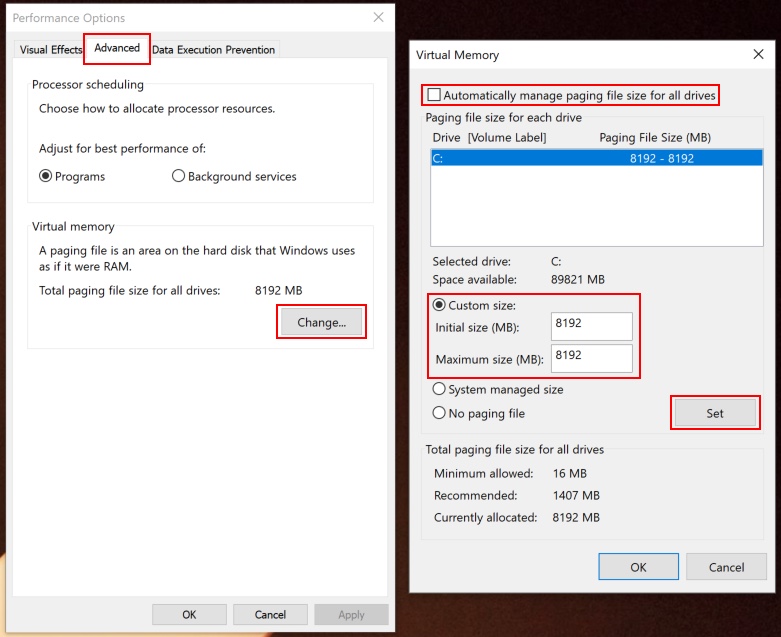 Performance Options
Visual Effects Advanced Data Execution Prevention
Processor scheduling
Choose how to allocate processor resources.
Adjust for best performance of:
Programs Background services
Virtual memory
A paging file is an area on the hard disk that Windows uses
as if it were RAM.
Total paging file size for all drives: 8192 MB
Change...
OK Cancel Apply
Virtual Memory
Automatically manage paging file size for all drives
Paging file size for each drive
Drive [Volume Label] Paging File Size (MB)
C: 8192 - 8192
Selected drive: C:
Space available: 89821 MB
Custom size:
Initial size (MB): 8192
Maximum size (MB): 8192
System managed size
No paging file Set
Total paging file size for all drives
Minimum allowed: 16 MB
Recommended: 1407 MB
Currently allocated: 8192 MB
OK Cancel